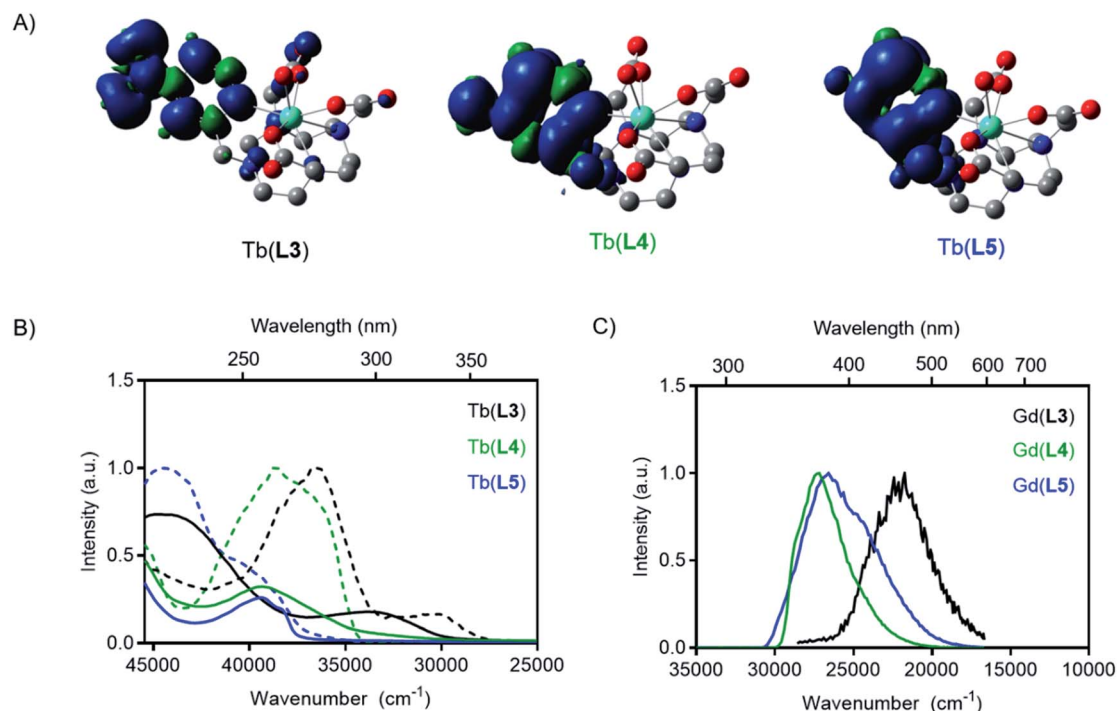 A)
Tb(L3)
Tb(L4)
Tb(L5)
B)
Wavelength (nm)
250 300 350
1.5
1.0
0.5
0.0
Intensity (a.u.)
Tb(L3)
Tb(L4)
Tb(L5)
45000 40000 35000 30000 25000
Wavenumber (cm⁻¹)
C)
Wavelength (nm)
300 400 500 600 700
1.5
1.0
0.5
0.0
Intensity (a.u.)
Gd(L3)
Gd(L4)
Gd(L5)
35000 30000 25000 20000 15000 10000
Wavenumber (cm⁻¹)